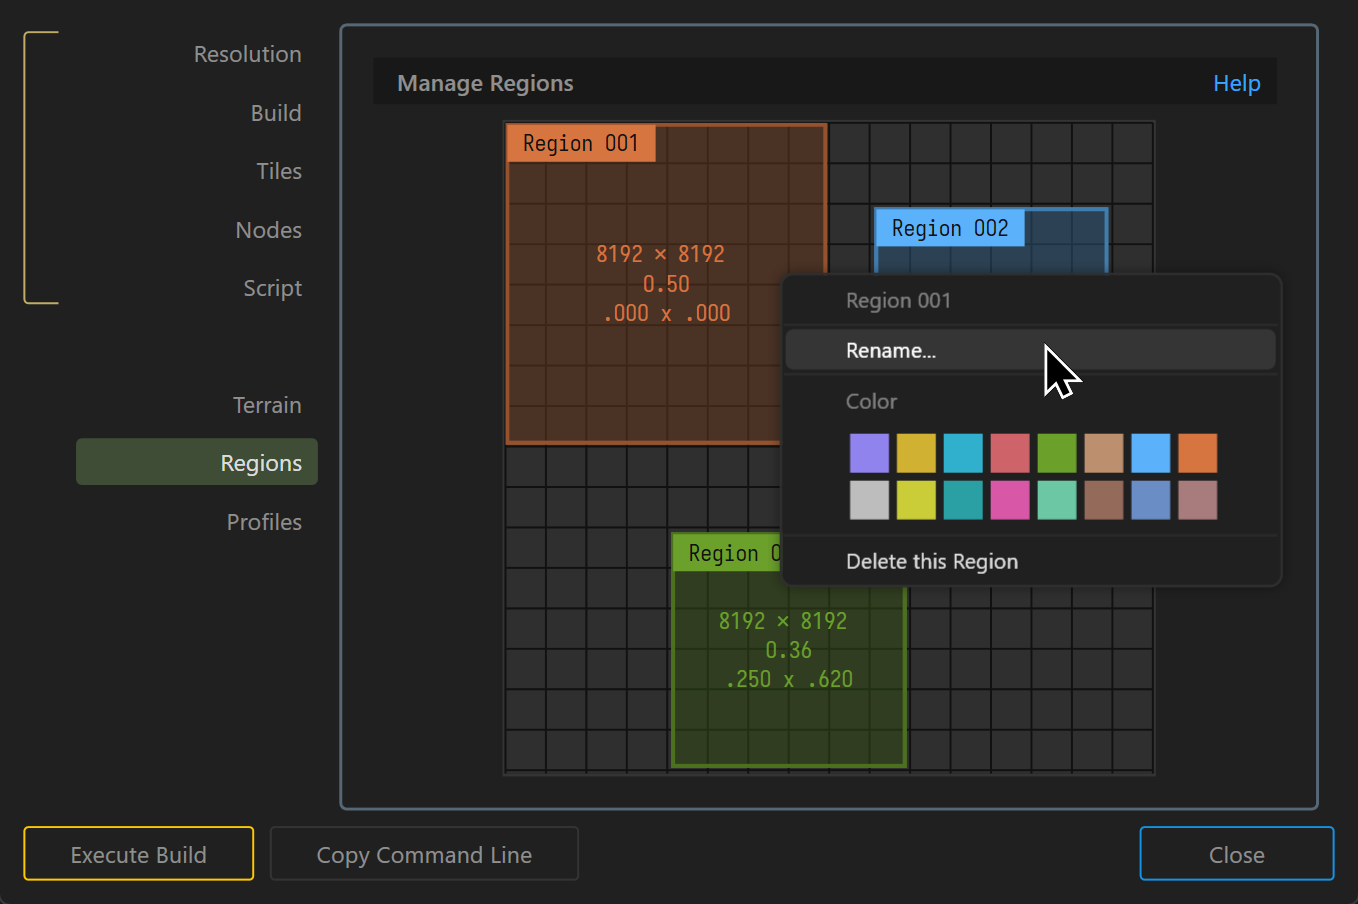 Resolution
Build
Tiles
Nodes
Script
Terrain
Regions
Profiles
Manage Regions
Help
Region 001
8192 × 8192
0.50
.000 x .000
Region 002
Region 001
Rename...
Color
Delete this Region
Region
8192 × 8192
0.36
.250 x .620
Execute Build
Copy Command Line
Close